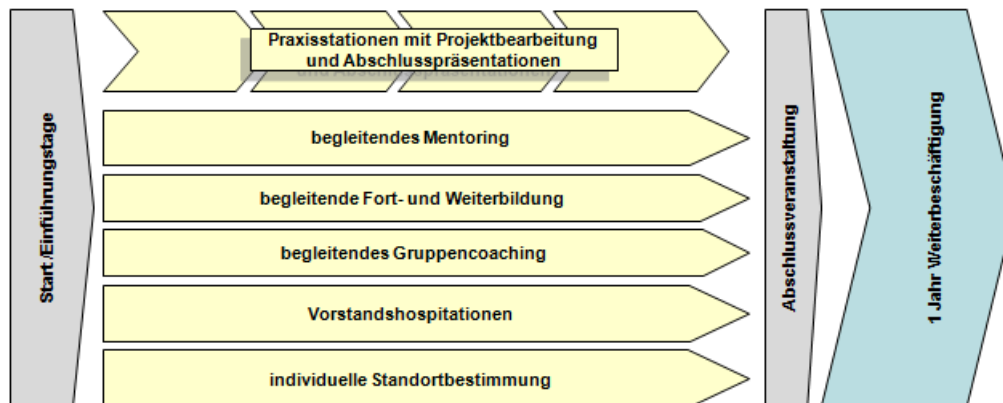 Start /Einführungstage
Praxisstationen mit Projektbearbeitung
und Abschlusspräsentationen
begleitendes Mentoring
begleitende Fort- und Weiterbildung
begleitendes Gruppencoaching
Vorstandshospitationen
individuelle Standortbestimmung
Abschlussveranstaltung
1 Jahr Weiterbeschäftigung